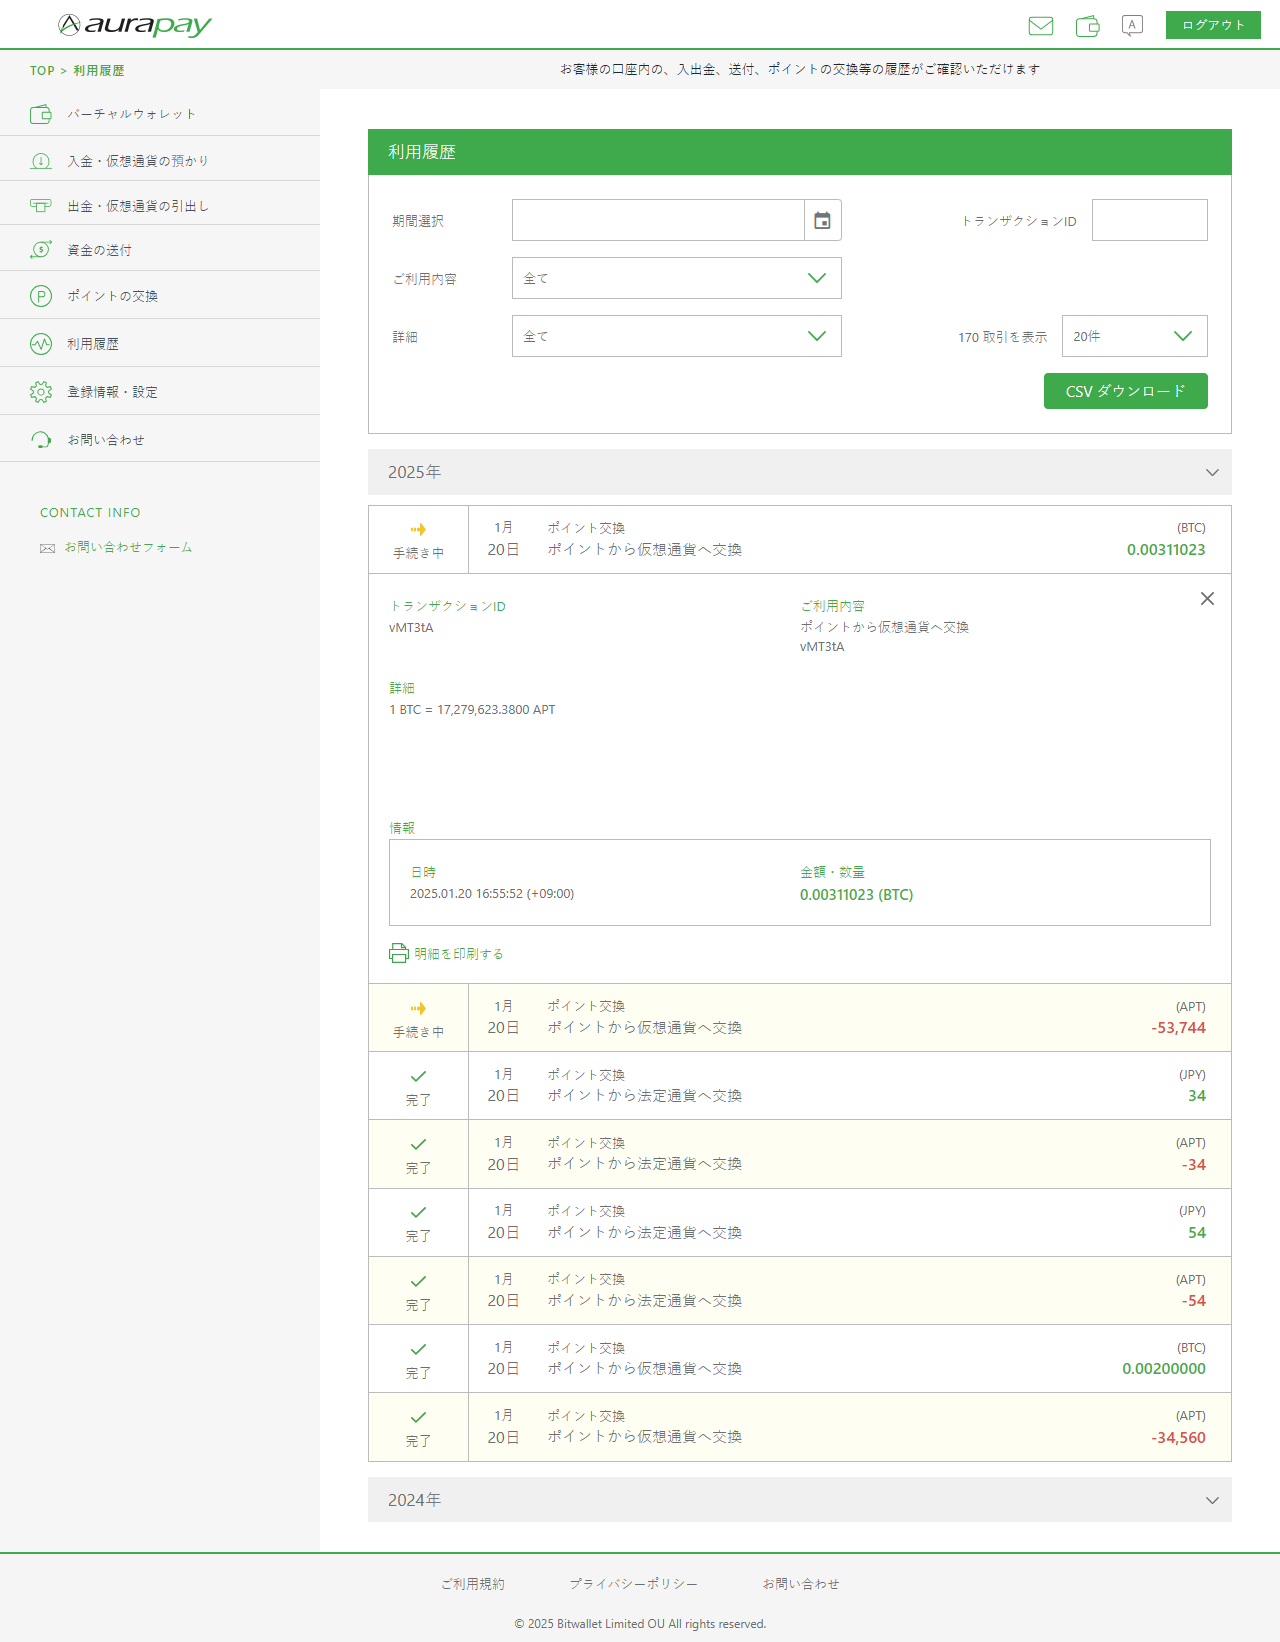 aurapay
ログアウト
TOP > 利用履歴
お客様の口座内の、入出金、送付、ポイントの交換等の履歴がご確認いただけます
バーチャルウォレット
入金・仮想通貨の預かり
出金・仮想通貨の引出し
資金の送付
ポイントの交換
利用履歴
登録情報・設定
お問い合わせ
CONTACT INFO
お問い合わせフォーム
利用履歴
期間選択
トランザクションID
ご利用内容
全て
詳細
全て
170 取引を表示
20件
CSV ダウンロード
2025年
手続き中
1月
20日
ポイント交換
ポイントから仮想通貨へ交換
(BTC)
0.00311023
トランザクションID
vMT3tA
ご利用内容
ポイントから仮想通貨へ交換
vMT3tA
詳細
1 BTC = 17,279,623.3800 APT
情報
日時
2025.01.20 16:55:52 (+09:00)
金額・数量
0.00311023 (BTC)
明細を印刷する
手続き中
1月
20日
ポイント交換
ポイントから仮想通貨へ交換
(APT)
-53,744
完了
1月
20日
ポイント交換
ポイントから法定通貨へ交換
(JPY)
34
完了
1月
20日
ポイント交換
ポイントから法定通貨へ交換
(APT)
-34
完了
1月
20日
ポイント交換
ポイントから法定通貨へ交換
(JPY)
54
完了
1月
20日
ポイント交換
ポイントから法定通貨へ交換
(APT)
-54
完了
1月
20日
ポイント交換
ポイントから仮想通貨へ交換
(BTC)
0.00200000
完了
1月
20日
ポイント交換
ポイントから仮想通貨へ交換
(APT)
-34,560
2024年
ご利用規約
プライバシーポリシー
お問い合わせ
© 2025 Bitwallet Limited OU All rights reserved.